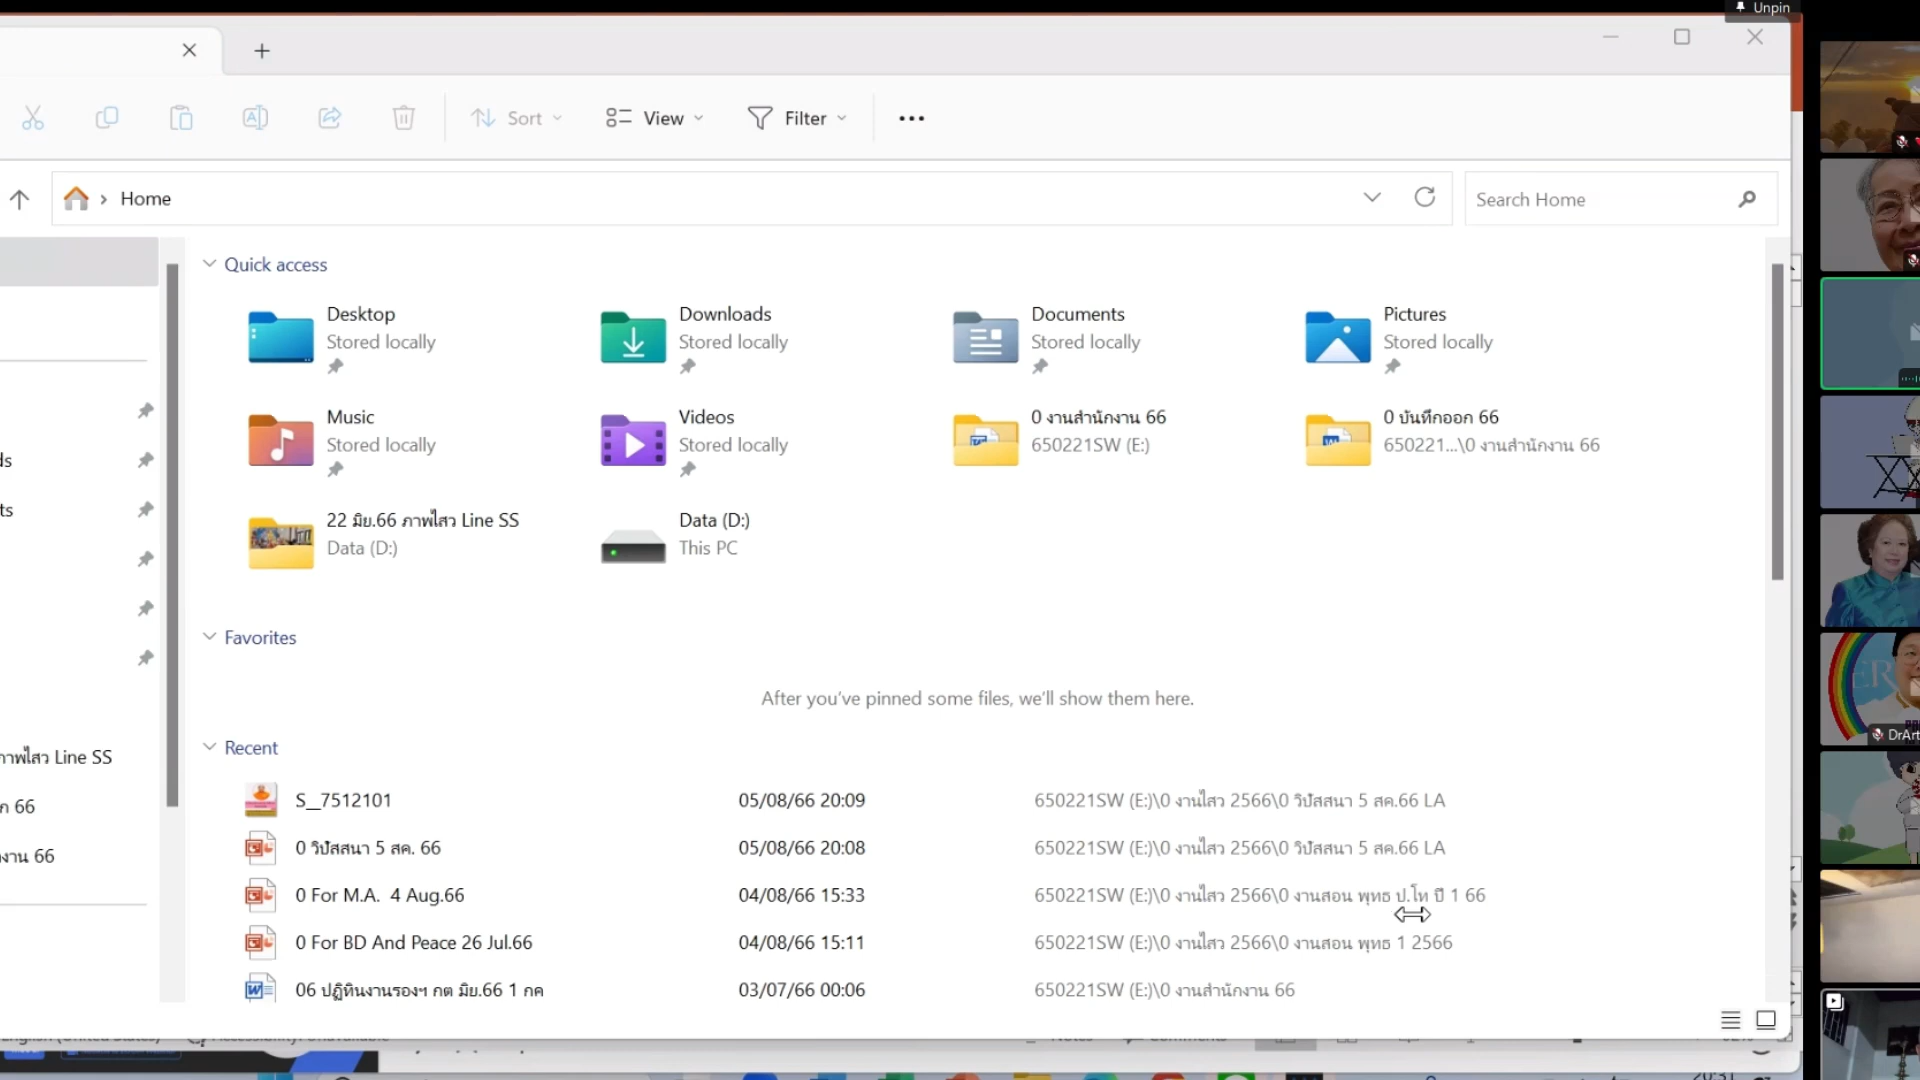 Unpin
Sort
View
Filter
Home
Search Home
Quick access
Desktop
Stored locally
Downloads
Stored locally
Documents
Stored locally
Pictures
Stored locally
Music
Stored locally
Videos
Stored locally
0 งานสำนักงาน 66
650221SW (E:)
0 บันทึกออก 66
650221...\0 งานสำนักงาน 66
22 มิย.66 ภาพไสว Line SS
Data (D:)
Data (D:)
This PC
Favorites
After you've pinned some files, we'll show them here.
Recent
S__7512101 05/08/66 20:09 650221SW (E:)\0 งานไสว 2566\0 วิปัสสนา 5 สค.66 LA
0 วิปัสสนา 5 สค. 66 05/08/66 20:08 650221SW (E:)\0 งานไสว 2566\0 วิปัสสนา 5 สค.66 LA
0 For M.A. 4 Aug.66 04/08/66 15:33 650221SW (E:)\0 งานไสว 2566\0 งานสอน พุทธ ป.โท ปี 1 66
0 For BD And Peace 26 Jul.66 04/08/66 15:11 650221SW (E:)\0 งานไสว 2566\0 งานสอน พุทธ 1 2566
06 ปฏิทินงานรองฯ กต มิย.66 1 กค 03/07/66 00:06 650221SW (E:)\0 งานสำนักงาน 66
ds
ts
าพไสว Line SS
ก 66
งาน 66
DrArt